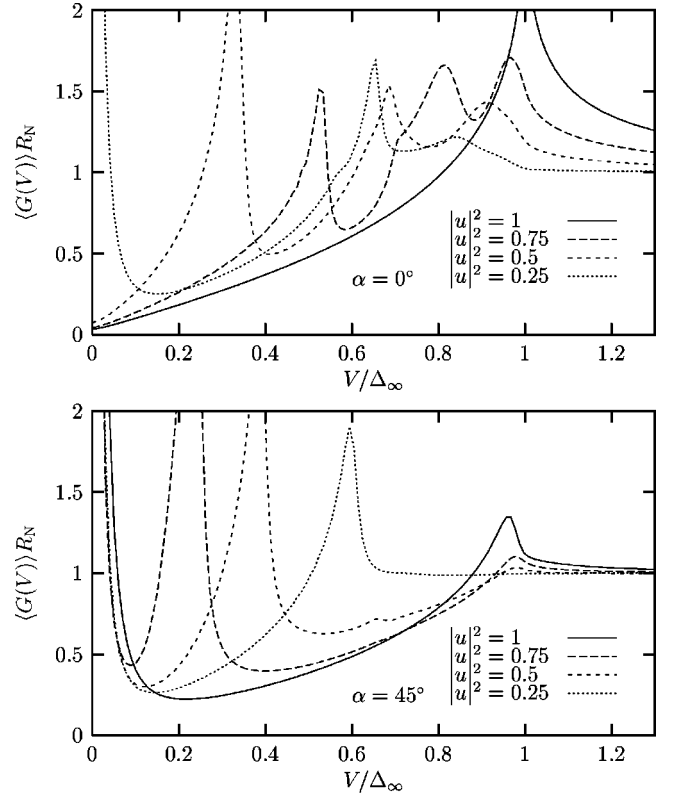 2
1.5
1
0.5
0
⟨G(V)⟩R_N
|u|² = 1
|u|² = 0.75
|u|² = 0.5
|u|² = 0.25
α = 0°
0 0.2 0.4 0.6 0.8 1 1.2
V/Δ_∞
2
1.5
1
0.5
0
⟨G(V)⟩R_N
|u|² = 1
|u|² = 0.75
|u|² = 0.5
|u|² = 0.25
α = 45°
0 0.2 0.4 0.6 0.8 1 1.2
V/Δ_∞